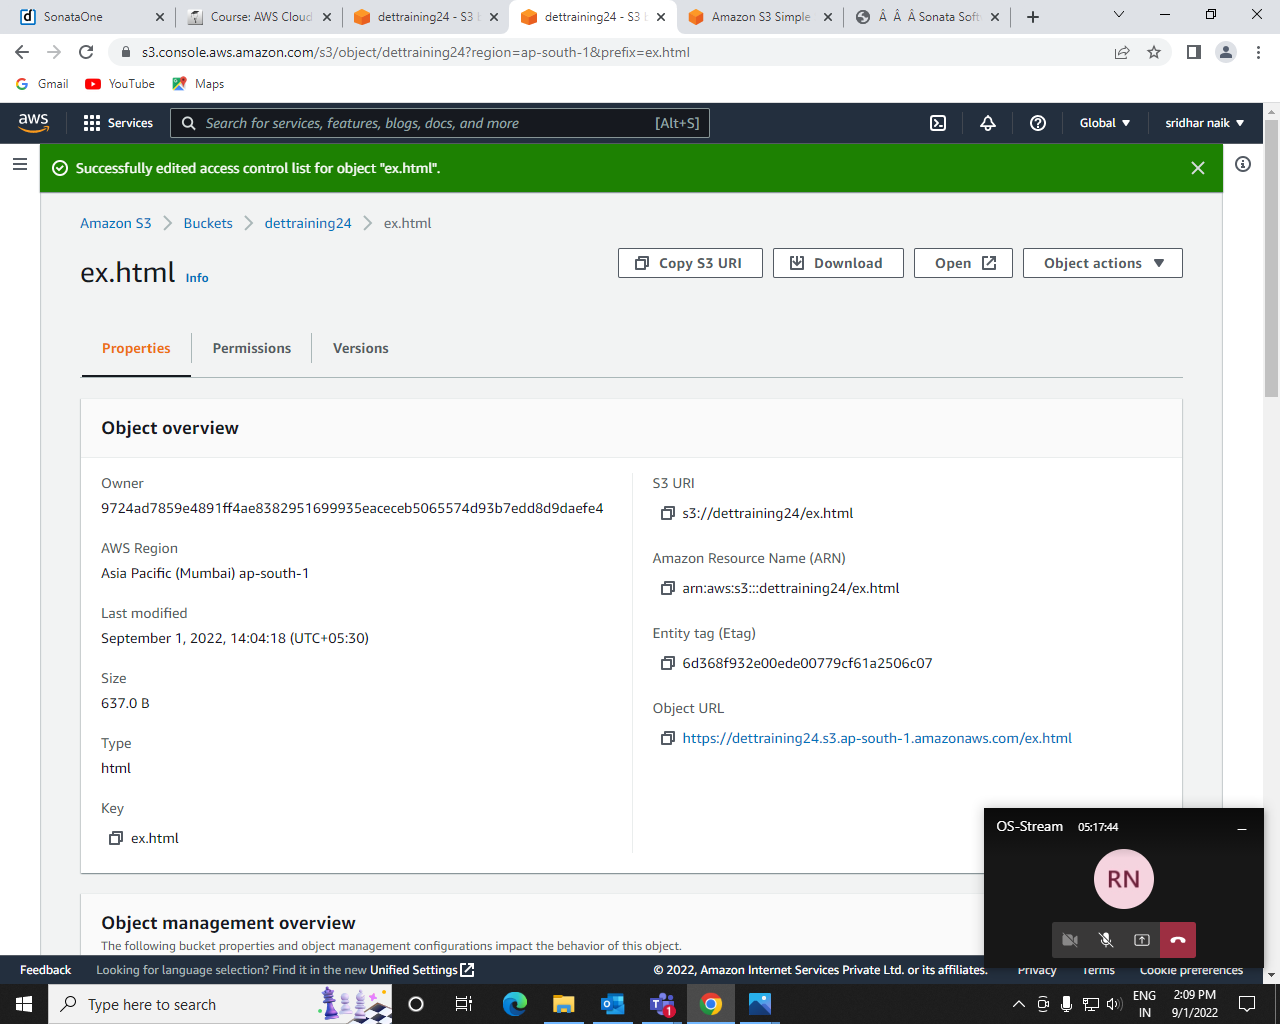 SonataOne
Course: AWS Cloud
dettraining24 - S3 b
dettraining24 - S3 b
Amazon S3 Simple
Â Â Â Sonata Soft
s3.console.aws.amazon.com/s3/object/dettraining24?region=ap-south-1&prefix=ex.html
Gmail
YouTube
Maps
aws
Services
Search for services, features, blogs, docs, and more
[Alt+S]
Global
sridhar naik
Successfully edited access control list for object "ex.html".
Amazon S3
Buckets
dettraining24
ex.html
ex.html Info
Copy S3 URI
Download
Open
Object actions
Properties
Permissions
Versions
Object overview
Owner
9724ad7859e4891ff4ae8382951699935eaceceb5065574d93b7edd8d9daefe4
AWS Region
Asia Pacific (Mumbai) ap-south-1
Last modified
September 1, 2022, 14:04:18 (UTC+05:30)
Size
637.0 B
Type
html
Key
ex.html
S3 URI
s3://dettraining24/ex.html
Amazon Resource Name (ARN)
arn:aws:s3:::dettraining24/ex.html
Entity tag (Etag)
6d368f932e00ede00779cf61a2506c07
Object URL
https://dettraining24.s3.ap-south-1.amazonaws.com/ex.html
OS-Stream 05:17:44
RN
Object management overview
The following bucket properties and object management configurations impact the behavior of this object.
Feedback
Looking for language selection? Find it in the new Unified Settings
© 2022, Amazon Internet Services Private Ltd. or its affiliates.
Privacy
Terms
Cookie preferences
Type here to search
1
ENG
IN
2:09 PM
9/1/2022